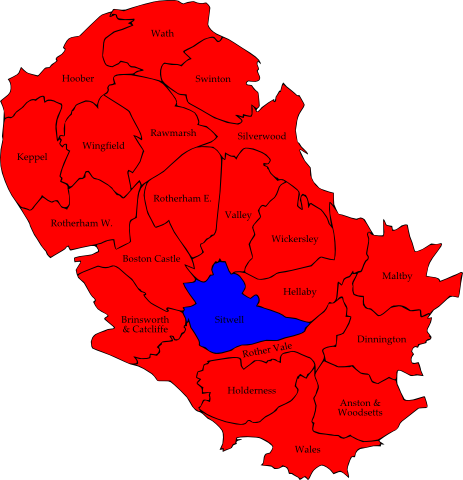 Wath
Hoober
Swinton
Rawmarsh
Silverwood
Keppel
Wingfield
Rotherham E.
Valley
Rotherham W.
Wickersley
Boston Castle
Maltby
Hellaby
Brinsworth
& Catcliffe
Sitwell
Dinnington
Rother Vale
Holderness
Anston &
Woodsetts
Wales